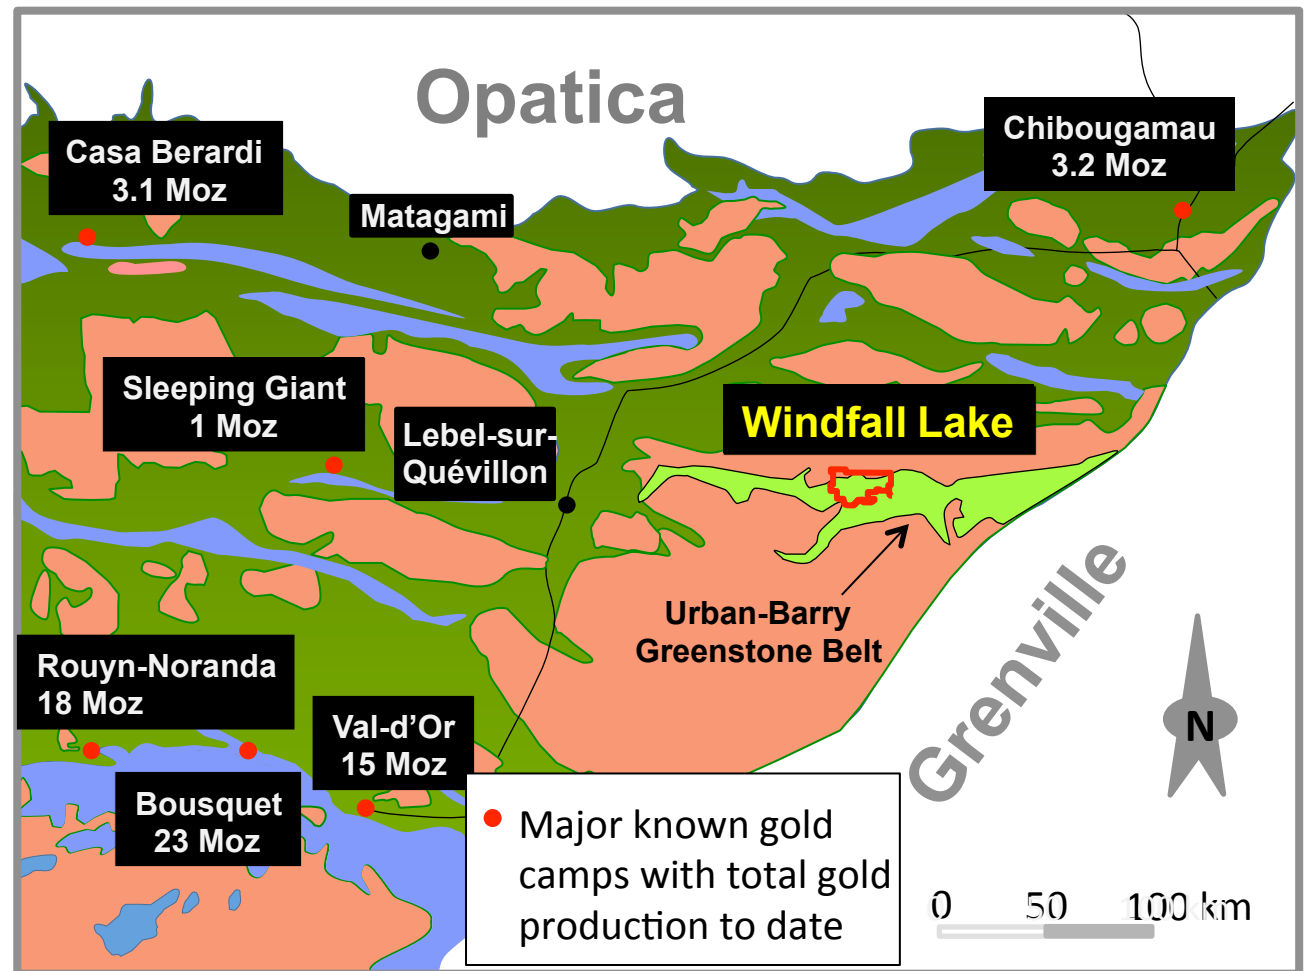 Opatica
Casa Berardi
3.1 Moz
Chibougamau
3.2 Moz
Matagami
Sleeping Giant
1 Moz
Lebel-sur-
Quévillon
Windfall Lake
Urban-Barry
Greenstone Belt
Grenville
Rouyn-Noranda
18 Moz
Val-d’Or
15 Moz
Bousquet
23 Moz
N
Major known gold
camps with total gold
production to date
0 50 100 km